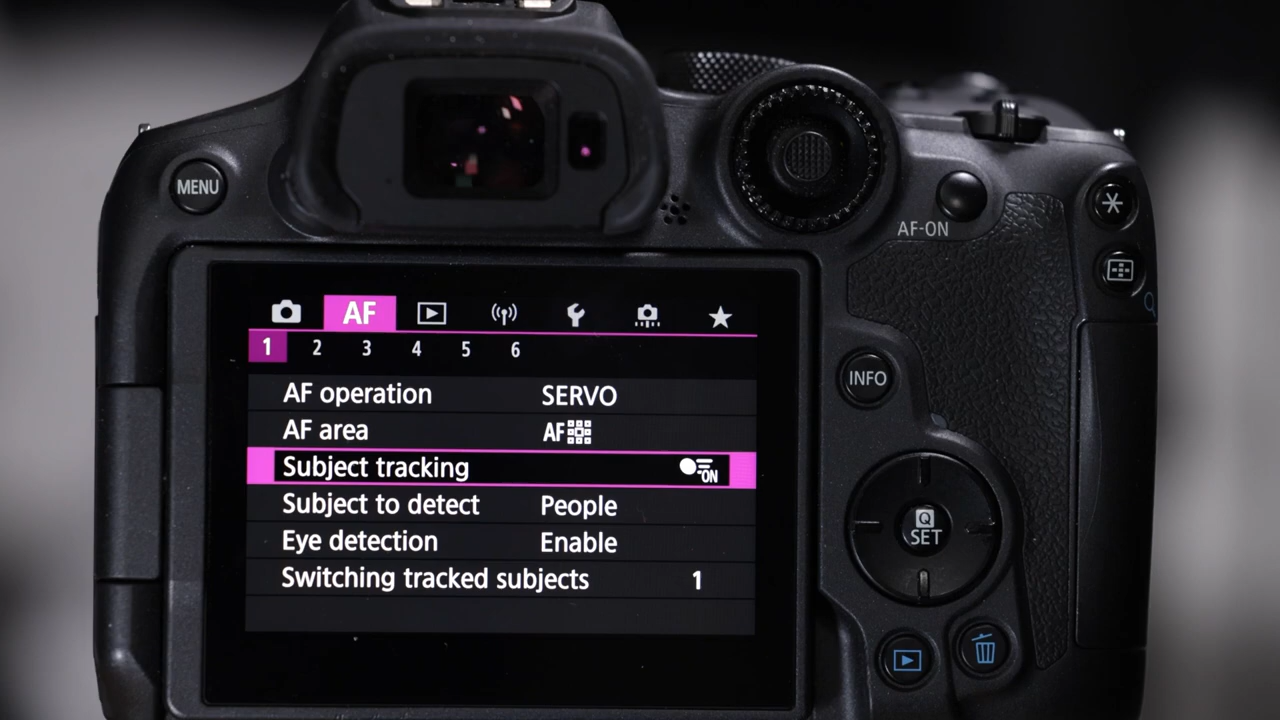 MENU
AF-ON
AF
1 2 3 4 5 6
AF operation SERVO
AF area AF
Subject tracking ON
Subject to detect People
Eye detection Enable
Switching tracked subjects 1
INFO
Q
SET